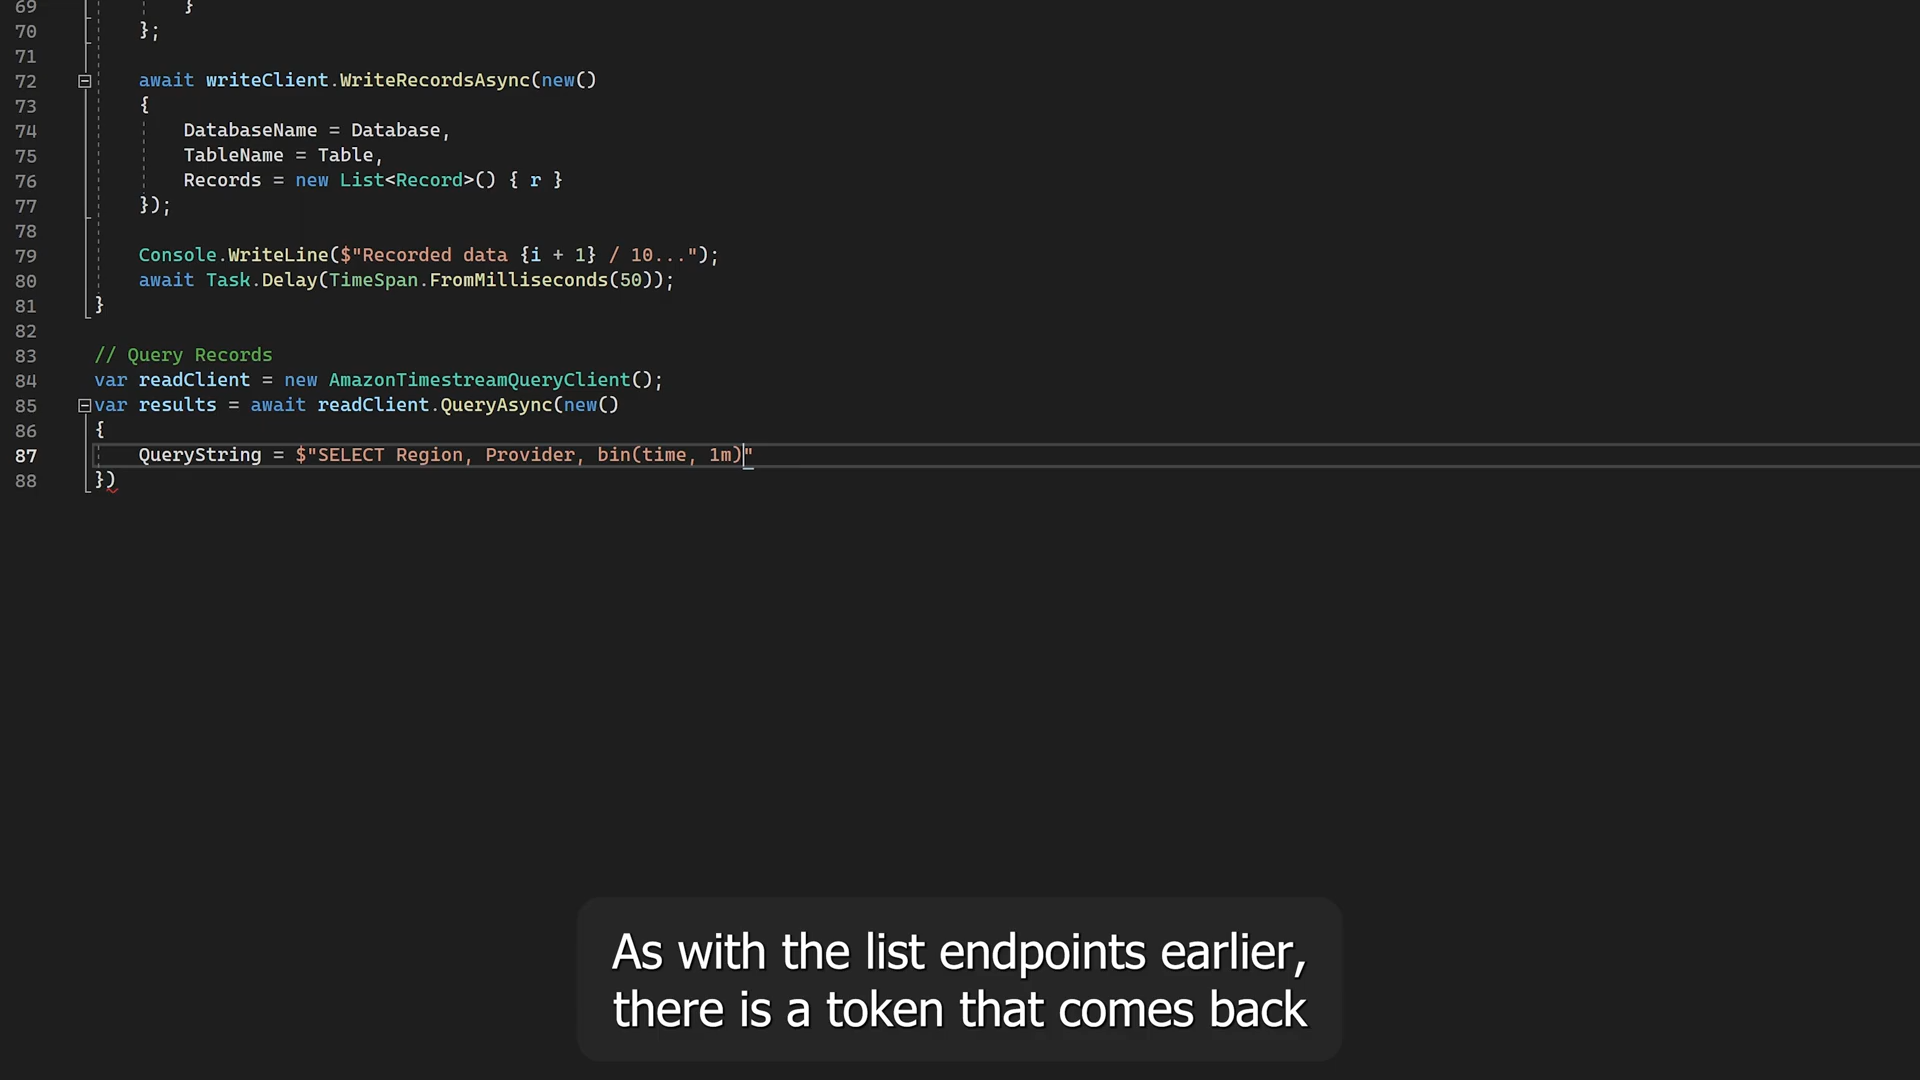 69 }
70 };
71
72 await writeClient.WriteRecordsAsync(new()
73 {
74 DatabaseName = Database,
75 TableName = Table,
76 Records = new List<Record>() { r }
77 });
78
79 Console.WriteLine($"Recorded data {i + 1} / 10...");
80 await Task.Delay(TimeSpan.FromMilliseconds(50));
81 }
82
83 // Query Records
84 var readClient = new AmazonTimestreamQueryClient();
85 var results = await readClient.QueryAsync(new()
86 {
87 QueryString = $"SELECT Region, Provider, bin(time, 1m)"
88 })
As with the list endpoints earlier,
there is a token that comes back